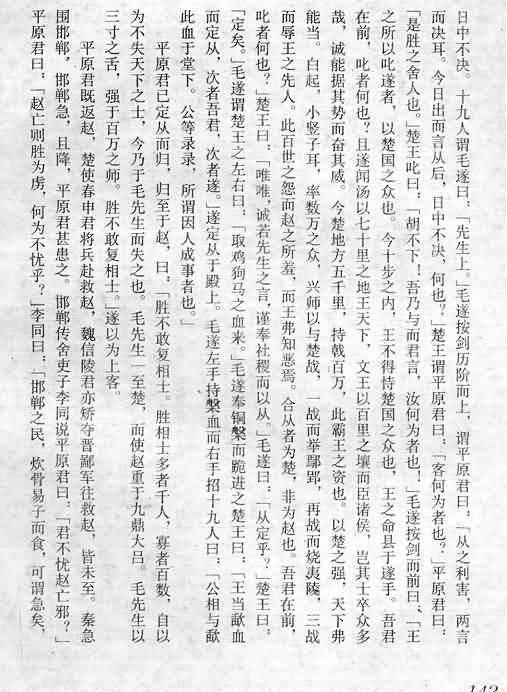 日中不决。十九人谓毛遂曰：「先生上。」毛遂按剑历阶而上，谓平原君曰：「从之利害，两言
而决耳。今日出而言从后，日中不决，何也？」楚王谓平原君曰：「客何为者也？」平原君曰：
「是胜之舍人也。」楚王叱曰：「胡不下！吾乃与而君言，汝何为者也！」毛遂按剑而前曰：「王
之所以叱遂者，以楚国之众也。今十步之内，王不得恃楚国之众也，王之命县于遂手。吾君
在前，叱者何也？且遂闻汤以七十里之地王天下，文王以百里之壤而臣诸侯，岂其士卒众多
哉，诚能据其势而奋其威。今楚地方五千里，持戟百万，此霸王之资也。以楚之强，天下弗
能当。白起，小竖子耳，率数万之众，兴师以与楚战，一战而举鄢郢，再战而烧夷陵，三战
而辱王之先人。此百世之怨而赵之所羞，而王弗知恶焉。合从者为楚，非为赵也。吾君在前，
叱者何也？」楚王曰：「唯唯，诚若先生之言，谨奉社稷而以从。」毛遂曰：「从定乎？」楚王曰：
「定矣。」毛遂谓楚王之左右曰：「取鸡狗马之血来。」毛遂奉铜槃而跪进之楚王曰：「王当歃血
而定从，次者吾君，次者遂。」遂定从于殿上。毛遂左手持槃血而右手招十九人曰：「公相与歃
此血于堂下。公等录录，所谓因人成事者也。」
平原君已定从而归，归至于赵，曰：「胜不敢复相士。胜相士多者千人，寡者百数，自以
为不失天下之士，今乃于毛先生而失之也。毛先生一至楚，而使赵重于九鼎大吕。毛先生以
三寸之舌，强于百万之师。胜不敢复相士。」遂以为上客。
平原君既返赵，楚使春申君将兵赴救赵，魏信陵君亦矫夺晋鄙军往救赵，皆未至。秦急
围邯郸，邯郸急，且降，平原君甚患之。邯郸传舍吏子李同说平原君曰：「君不忧赵亡邪？」
平原君曰：「赵亡则胜为虏，何为不忧乎？」李同曰：「邯郸之民，炊骨易子而食，可谓急矣，
142